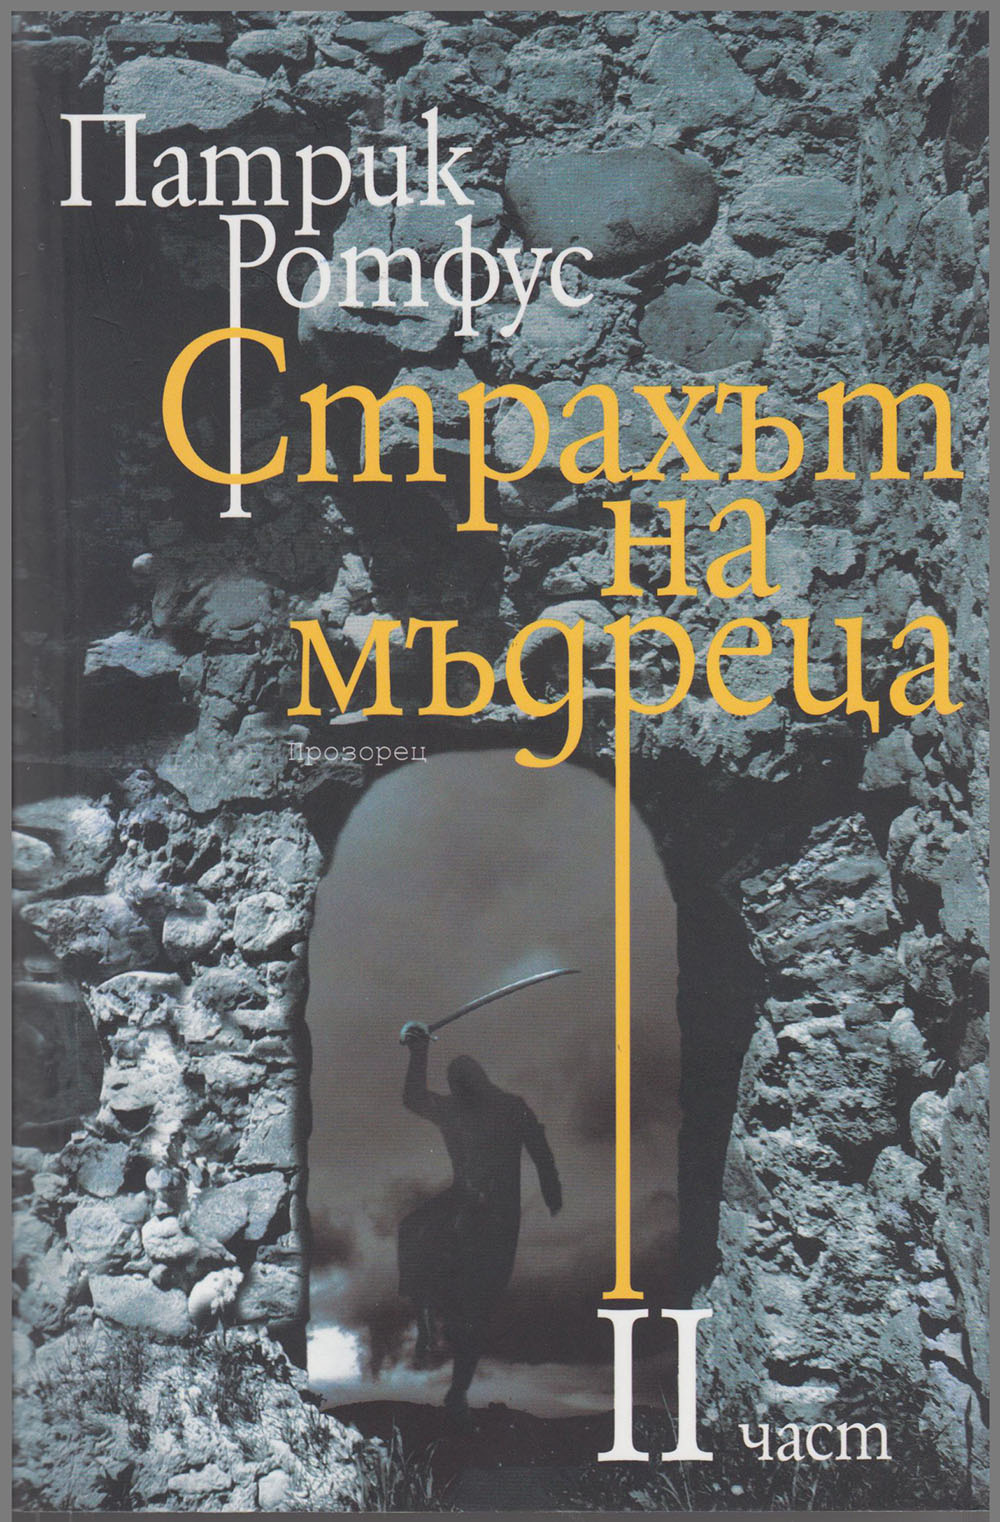 Патрик
Ротфус
Страхът
на
мъдреца
Прозорец
II част